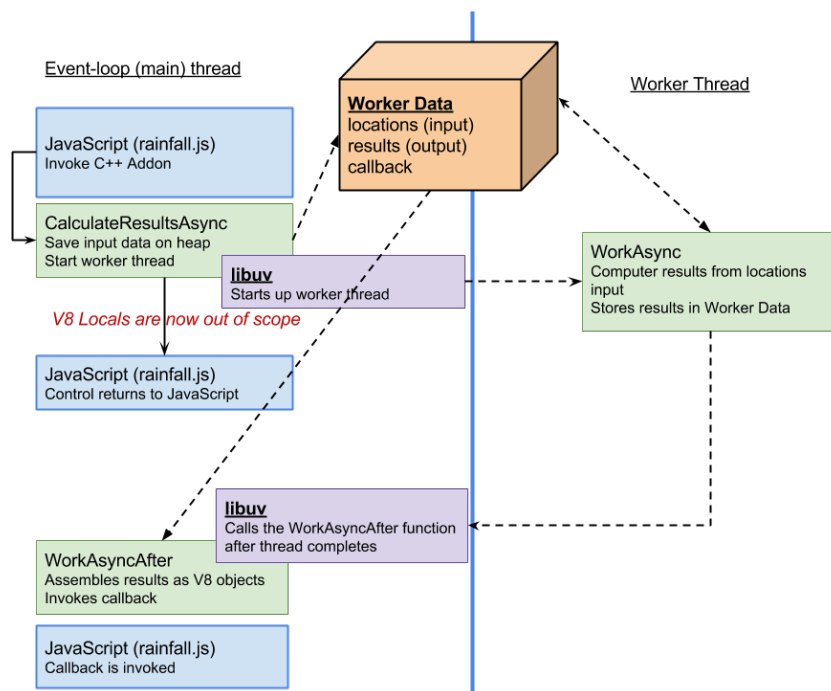 Event-loop (main) thread
Worker Thread
Worker Data
locations (input)
results (output)
callback
JavaScript (rainfall.js)
Invoke C++ Addon
CalculateResultsAsync
Save input data on heap
Start worker thread
libuv
Starts up worker thread
WorkAsync
Computer results from locations
input
Stores results in Worker Data
V8 Locals are now out of scope
JavaScript (rainfall.js)
Control returns to JavaScript
libuv
Calls the WorkAsyncAfter function
after thread completes
WorkAsyncAfter
Assembles results as V8 objects
Invokes callback
JavaScript (rainfall.js)
Callback is invoked